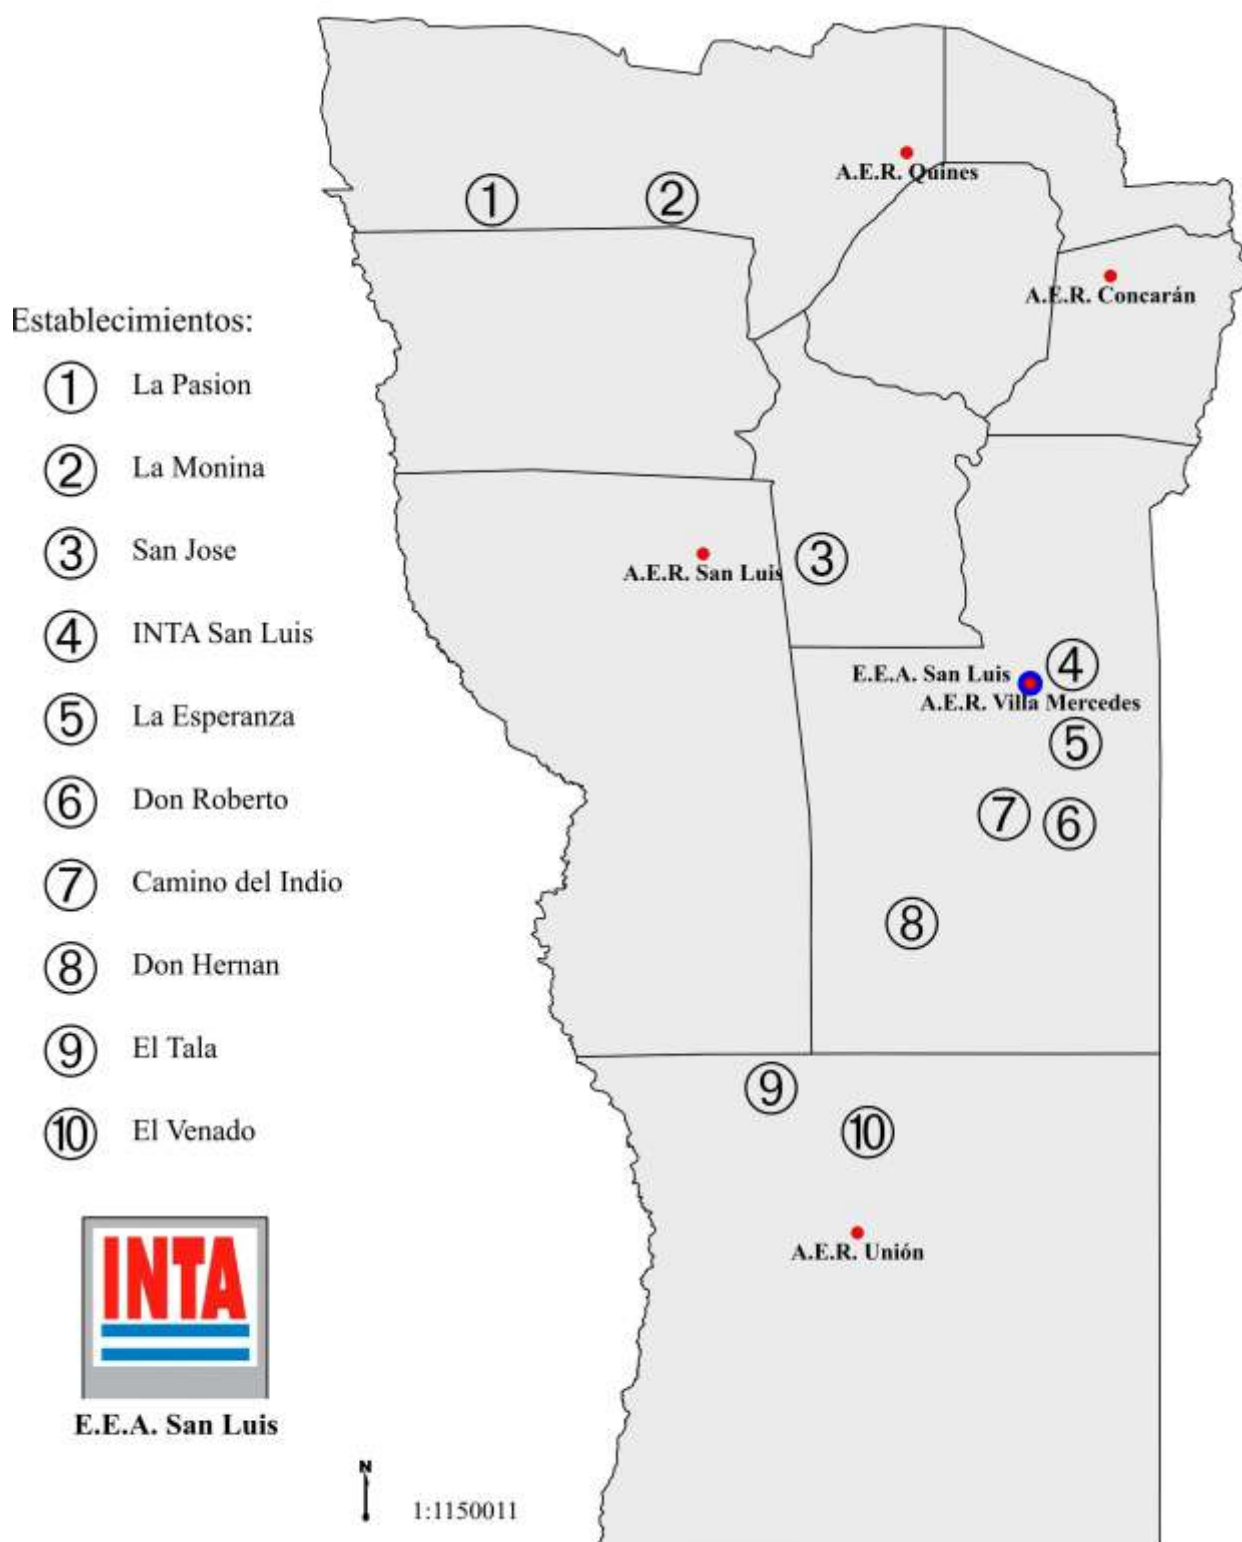 A.E.R. Quines
1
2
A.E.R. Concarán
Establecimientos:
1 La Pasion
2 La Monina
3 San Jose
4 INTA San Luis
5 La Esperanza
6 Don Roberto
7 Camino del Indio
8 Don Hernan
9 El Tala
10 El Venado
A.E.R. San Luis
3
E.E.A. San Luis
4
A.E.R. Villa Mercedes
5
7
6
8
9
10
A.E.R. Unión
INTA
E.E.A. San Luis
N
1:1150011